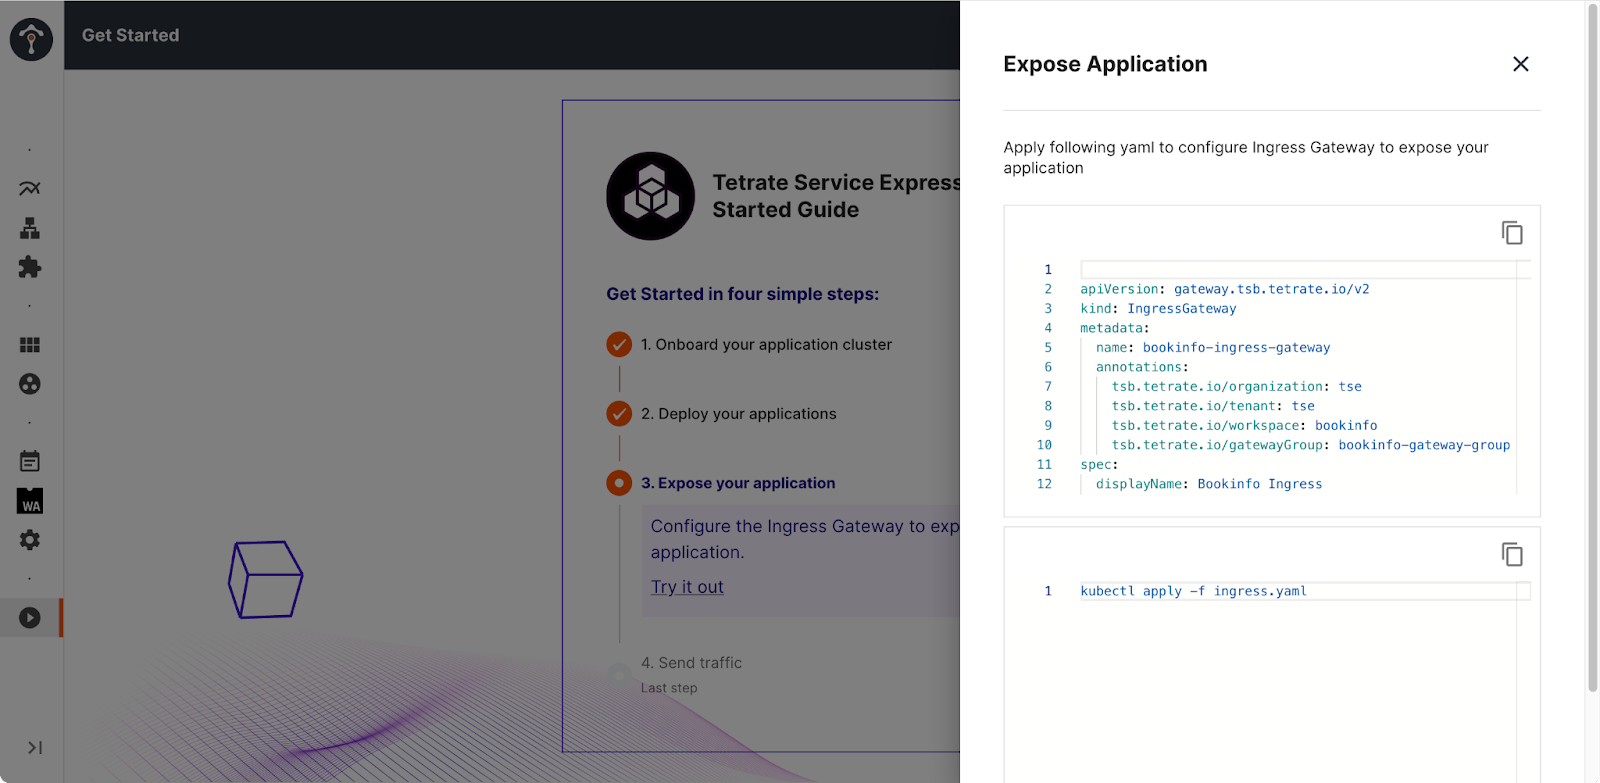 Get Started
WA
Tetrate Service Express
Started Guide
Get Started in four simple steps:
1. Onboard your application cluster
2. Deploy your applications
3. Expose your application
Configure the Ingress Gateway to exp
application.
Try it out
4. Send traffic
Last step
Expose Application
Apply following yaml to configure Ingress Gateway to expose your
application
1
2 apiVersion: gateway.tsb.tetrate.io/v2
3 kind: IngressGateway
4 metadata:
5 name: bookinfo-ingress-gateway
6 annotations:
7 tsb.tetrate.io/organization: tse
8 tsb.tetrate.io/tenant: tse
9 tsb.tetrate.io/workspace: bookinfo
10 tsb.tetrate.io/gatewayGroup: bookinfo-gateway-group
11 spec:
12 displayName: Bookinfo Ingress
1 kubectl apply -f ingress.yaml